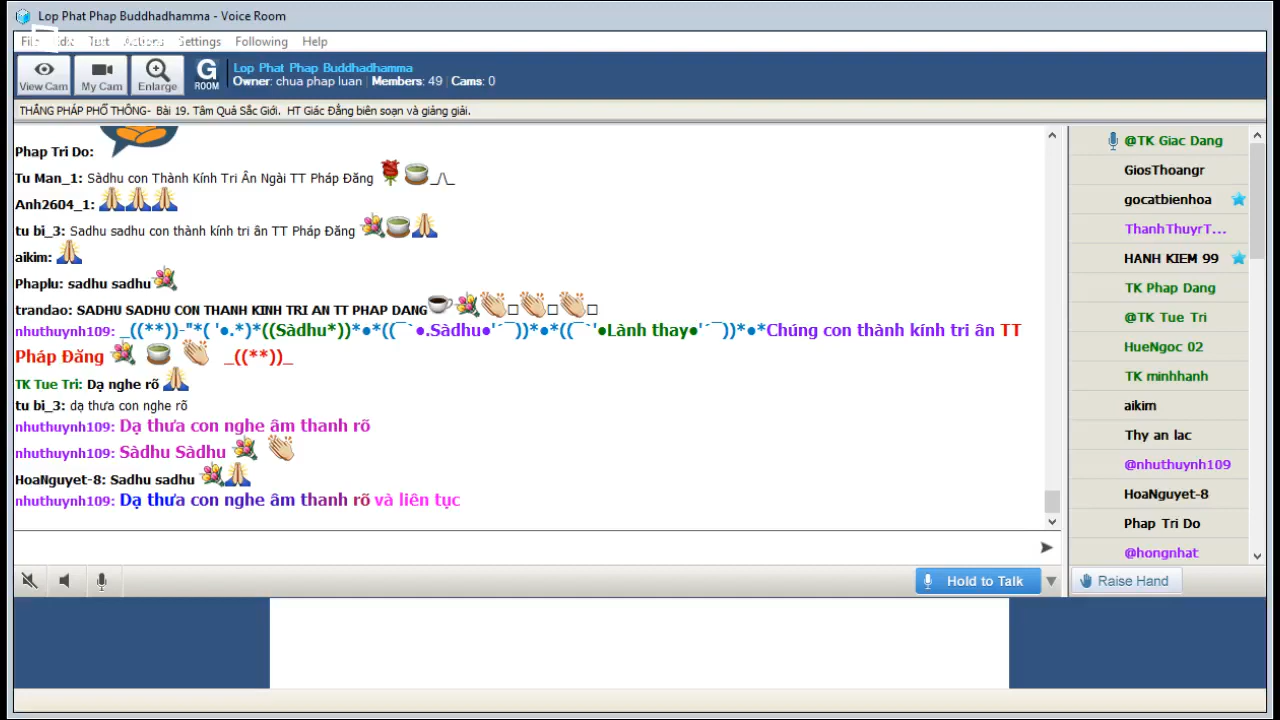 Lop Phat Phap Buddhadhamma - Voice Room
Text Actions Settings Following Help
View Cam My Cam Enlarge G ROOM
Lop Phat Phap Buddhadhamma
Owner: chua phap luan | Members: 49 | Cams: 0
THẮNG PHÁP PHỔ THÔNG- Bài 19. Tâm Quả Sắc Giới. HT Giác Đẳng biên soạn và giảng giải.
Phap Tri Do:
Tu Man_1: Sàdhu con Thành Kính Tri Ân Ngài TT Pháp Đăng _/\_
Anh2604_1:
tu bi_3: Sadhu sadhu con thành kính tri ân TT Pháp Đăng
aikim:
Phaplu: sadhu sadhu
trandao: SADHU SADHU CON THANH KINH TRI AN TT PHAP DANG □ □ □
nhuthuynh109: _((**))-"*( '●.*)*((Sàdhu*))*●*((¯`●.Sàdhu●'´¯))*●*((¯`'●Lành thay●'´¯))*●*Chúng con thành kính tri ân TT
Pháp Đăng _((**))_
TK Tue Tri: Dạ nghe rõ
tu bi_3: dạ thưa con nghe rõ
nhuthuynh109: Dạ thưa con nghe âm thanh rõ
nhuthuynh109: Sàdhu Sàdhu
HoaNguyet-8: Sadhu sadhu
nhuthuynh109: Dạ thưa con nghe âm thanh rõ và liên tục
@TK Giac Dang
GiosThoangr
gocatbienhoa
ThanhThuyrT...
HANH KIEM 99
TK Phap Dang
@TK Tue Tri
HueNgoc 02
TK minhhanh
aikim
Thy an lac
@nhuthuynh109
HoaNguyet-8
Phap Tri Do
@hongnhat
Hold to Talk
Raise Hand